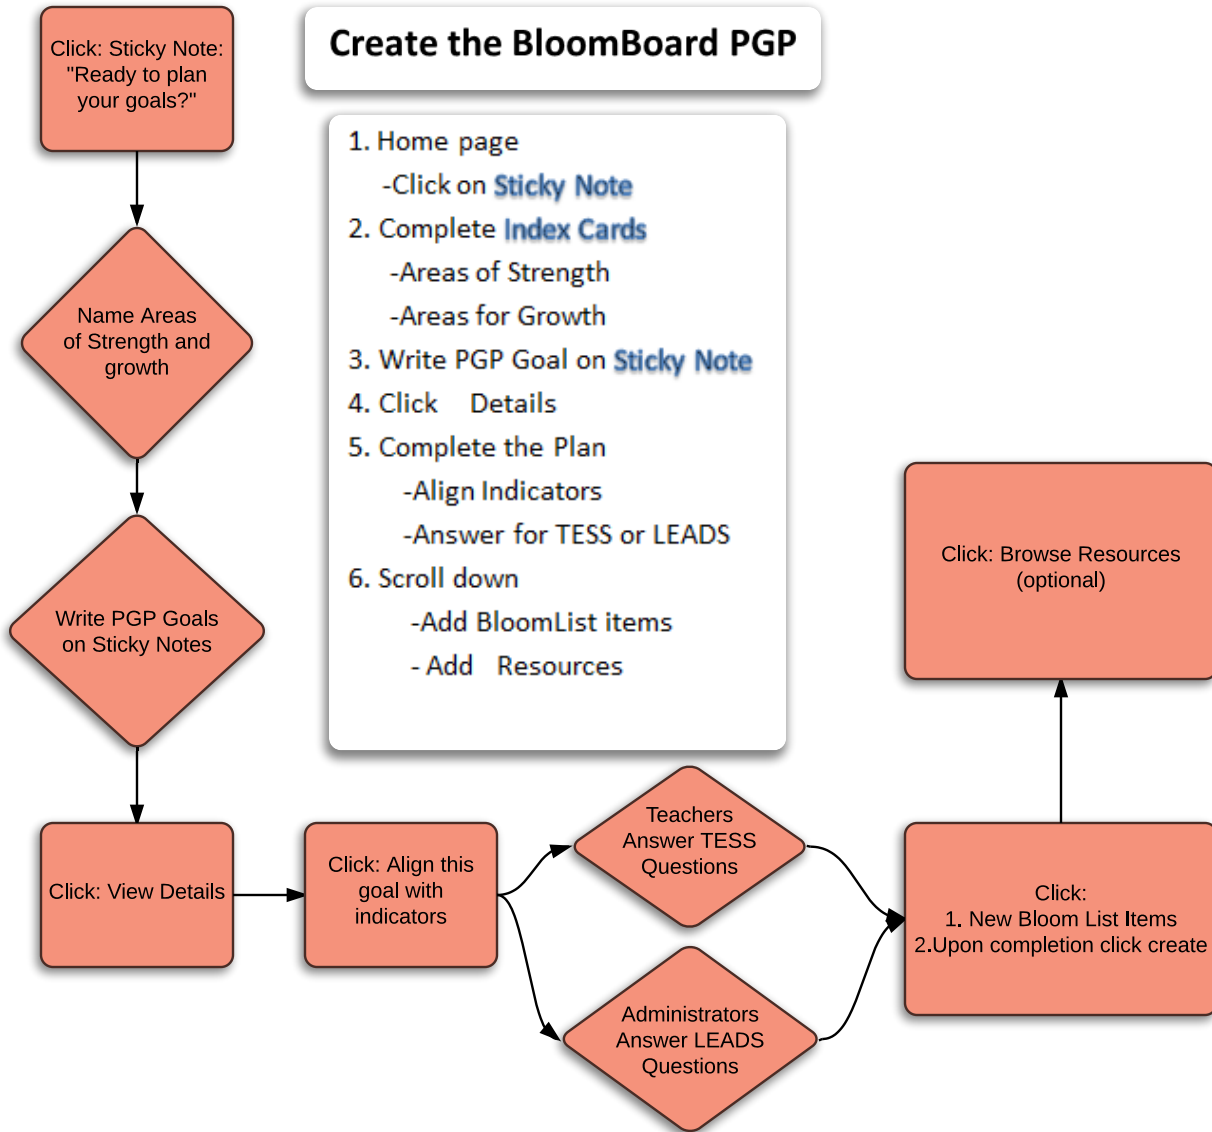 Create the BloomBoard PGP
1. Home page
-Click on Sticky Note
2. Complete Index Cards
-Areas of Strength
-Areas for Growth
3. Write PGP Goal on Sticky Note
4. Click Details
5. Complete the Plan
-Align Indicators
-Answer for TESS or LEADS
6. Scroll down
-Add BloomList items
- Add Resources
Click: Sticky Note:
"Ready to plan
your goals?"
Name Areas
of Strength and
growth
Write PGP Goals
on Sticky Notes
Click: View Details
Click: Align this
goal with
indicators
Teachers
Answer TESS
Questions
Administrators
Answer LEADS
Questions
Click:
1. New Bloom List Items
2.Upon completion click create
Click: Browse Resources
(optional)